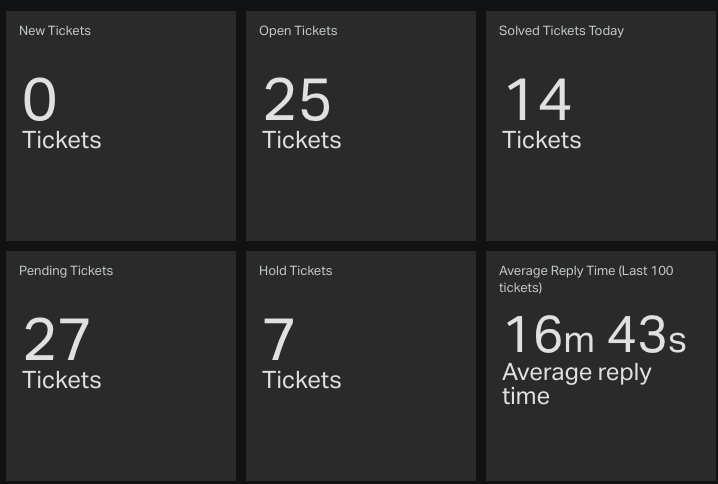 New Tickets
0
Tickets
Open Tickets
25
Tickets
Solved Tickets Today
14
Tickets
Pending Tickets
27
Tickets
Hold Tickets
7
Tickets
Average Reply Time (Last 100
tickets)
16m 43s
Average reply
time